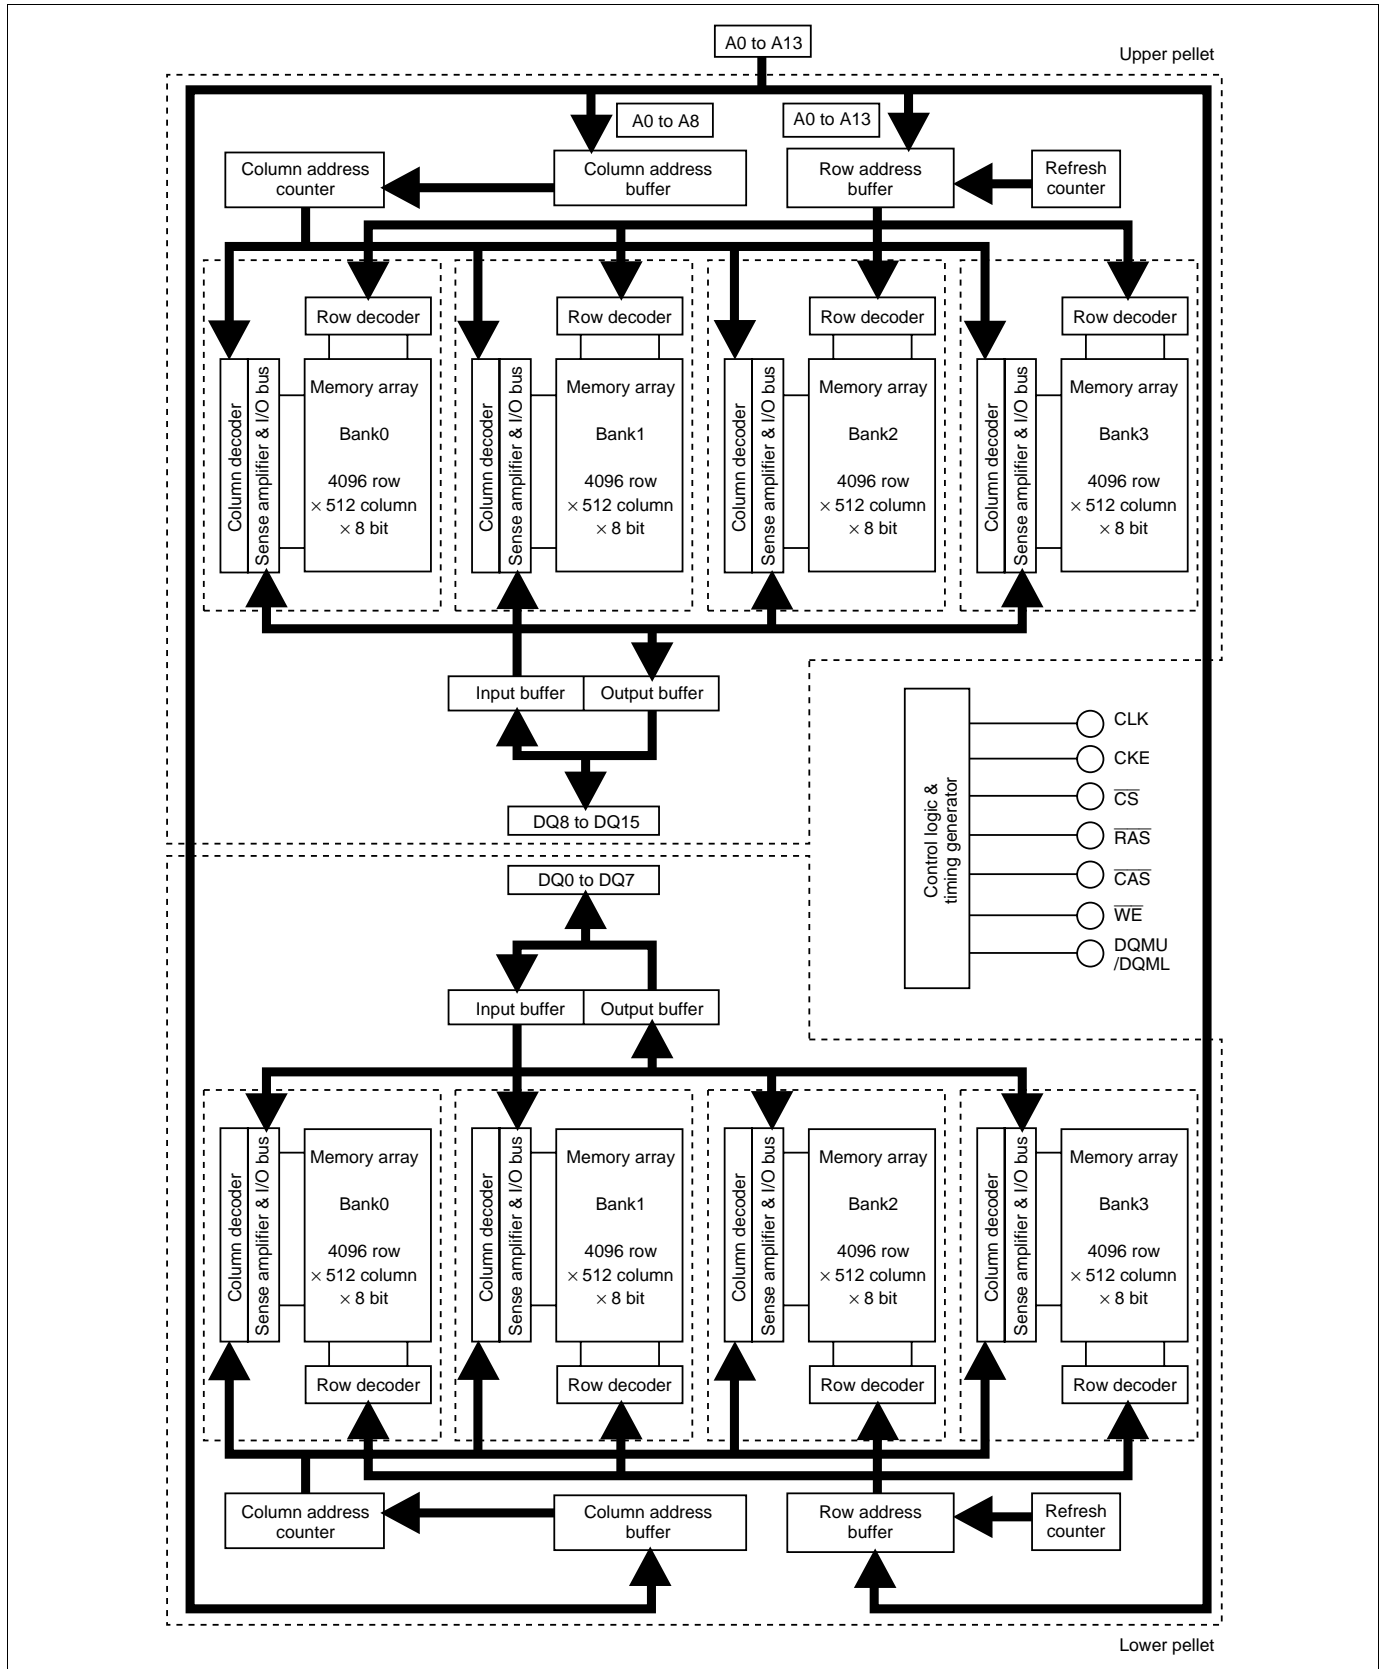 A0 to A13
Upper pellet
A0 to A8
A0 to A13
Column address
counter
Column address
buffer
Row address
buffer
Refresh
counter
Row decoder
Row decoder
Row decoder
Row decoder
Column decoder
Sense amplifier & I/O bus
Memory array
Bank0
4096 row
× 512 column
× 8 bit
Column decoder
Sense amplifier & I/O bus
Memory array
Bank1
4096 row
× 512 column
× 8 bit
Column decoder
Sense amplifier & I/O bus
Memory array
Bank2
4096 row
× 512 column
× 8 bit
Column decoder
Sense amplifier & I/O bus
Memory array
Bank3
4096 row
× 512 column
× 8 bit
Input buffer
Output buffer
DQ8 to DQ15
Control logic &
timing generator
CLK
CKE
C̅S̅
R̅A̅S̅
C̅A̅S̅
W̅E̅
DQMU
/DQML
DQ0 to DQ7
Input buffer
Output buffer
Column decoder
Sense amplifier & I/O bus
Memory array
Bank0
4096 row
× 512 column
× 8 bit
Column decoder
Sense amplifier & I/O bus
Memory array
Bank1
4096 row
× 512 column
× 8 bit
Column decoder
Sense amplifier & I/O bus
Memory array
Bank2
4096 row
× 512 column
× 8 bit
Column decoder
Sense amplifier & I/O bus
Memory array
Bank3
4096 row
× 512 column
× 8 bit
Row decoder
Row decoder
Row decoder
Row decoder
Column address
counter
Column address
buffer
Row address
buffer
Refresh
counter
Lower pellet